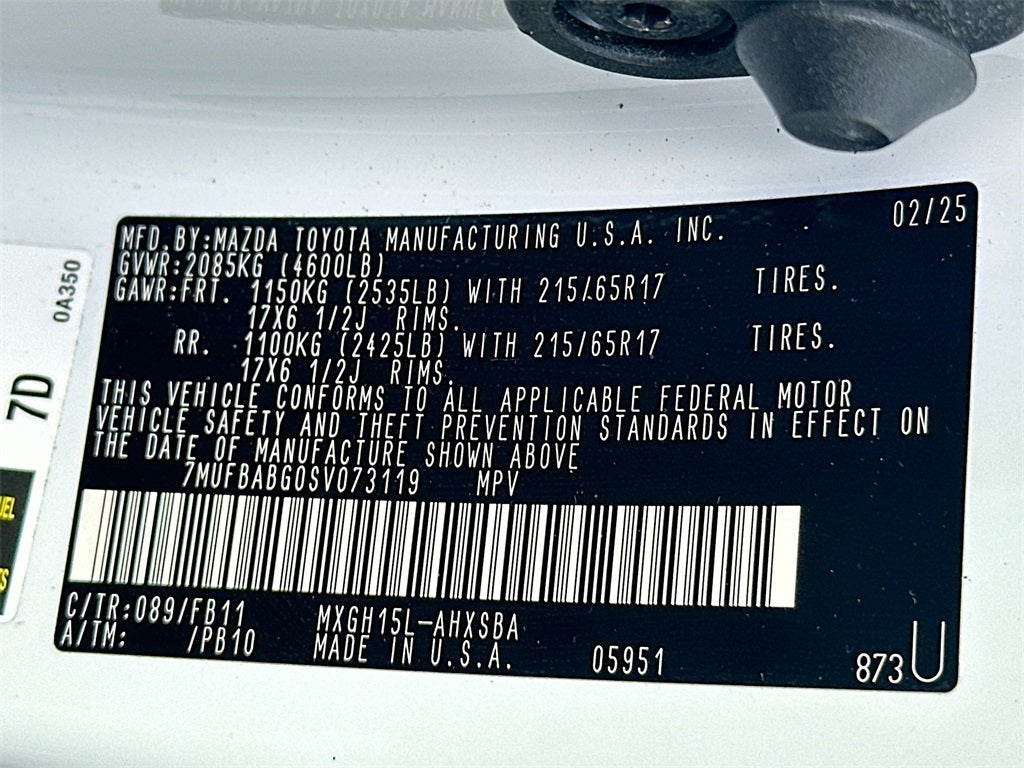 02/25
MFD.BY:MAZDA TOYOTA MANUFACTURING U.S.A. INC.
GVWR:2085KG (4600LB)
GAWR:FRT. 1150KG (2535LB) WITH 215/65R17 TIRES.
17X6 1/2J RIMS.
RR. 1100KG (2425LB) WITH 215/65R17 TIRES.
17X6 1/2J RIMS.
THIS VEHICLE CONFORMS TO ALL APPLICABLE FEDERAL MOTOR
VEHICLE SAFETY AND THEFT PREVENTION STANDARDS IN EFFECT ON
THE DATE OF MANUFACTURE SHOWN ABOVE
7MUFBABG0SV073119 MPV
C/TR:089/FB11 MXGH15L-AHXSBA
A/TM: /PB10 MADE IN U.S.A. 05951 873U
0A350
7D